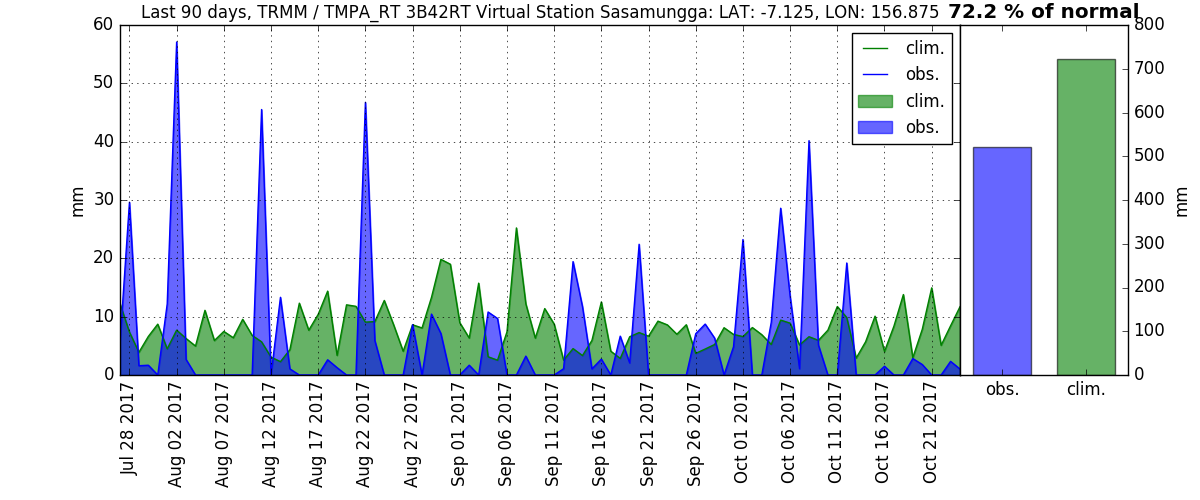 Last 90 days, TRMM / TMPA_RT 3B42RT Virtual Station Sasamungga: LAT: -7.125, LON: 156.875 72.2 % of normal
60
50
40
30
20
10
0
mm
clim.
obs.
clim.
obs.
800
700
600
500
400
300
200
100
0
mm
Jul 28 2017
Aug 02 2017
Aug 07 2017
Aug 12 2017
Aug 17 2017
Aug 22 2017
Aug 27 2017
Sep 01 2017
Sep 06 2017
Sep 11 2017
Sep 16 2017
Sep 21 2017
Sep 26 2017
Oct 01 2017
Oct 06 2017
Oct 11 2017
Oct 16 2017
Oct 21 2017
obs.
clim.